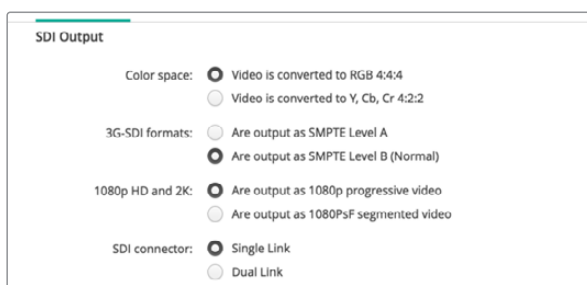 SDI Output
Color space: Video is converted to RGB 4:4:4
Video is converted to Y, Cb, Cr 4:2:2
3G-SDI formats: Are output as SMPTE Level A
Are output as SMPTE Level B (Normal)
1080p HD and 2K: Are output as 1080p progressive video
Are output as 1080PsF segmented video
SDI connector: Single Link
Dual Link